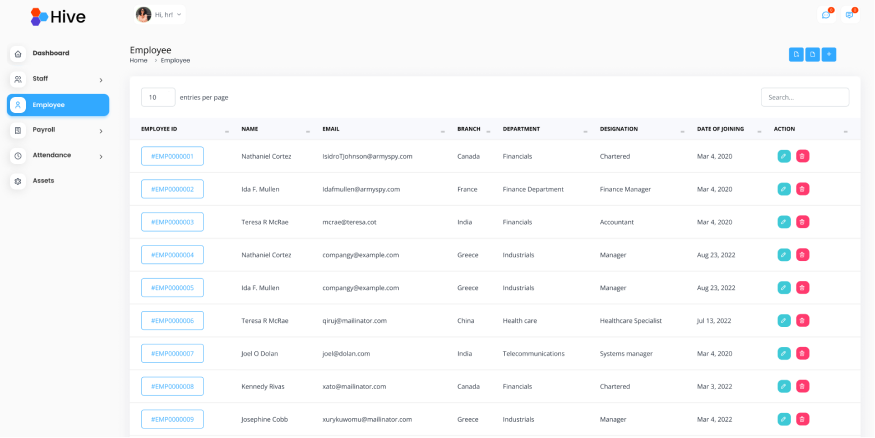 Hive
Hi, hr!
Dashboard
Staff
Employee
Payroll
Attendance
Assets
Employee
Home > Employee
10 entries per page
Search...
EMPLOYEE ID NAME EMAIL BRANCH DEPARTMENT DESIGNATION DATE OF JOINING ACTION
#EMP0000001 Nathaniel Cortez IsidroTJohnson@armyspy.com Canada Financials Chartered Mar 4, 2020
#EMP0000002 Ida F. Mullen Idafmullen@armyspy.com France Finance Department Finance Manager Mar 4, 2020
#EMP0000003 Teresa R McRae mcrae@teresa.cot India Financials Accountant Mar 4, 2020
#EMP0000004 Nathaniel Cortez compangy@example.com Greece Industrials Manager Aug 23, 2022
#EMP0000005 Ida F. Mullen compangy@example.com Greece Industrials Manager Aug 23, 2022
#EMP0000006 Teresa R McRae qiruj@mailinator.com China Health care Healthcare Specialist Jul 13, 2022
#EMP0000007 Joel O Dolan joel@dolan.com India Telecommunications Systems manager Mar 4, 2020
#EMP0000008 Kennedy Rivas xato@mailinator.com Canada Financials Chartered Mar 3, 2022
#EMP0000009 Josephine Cobb xurykuwomu@mailinator.com Greece Industrials Manager Mar 4, 2022